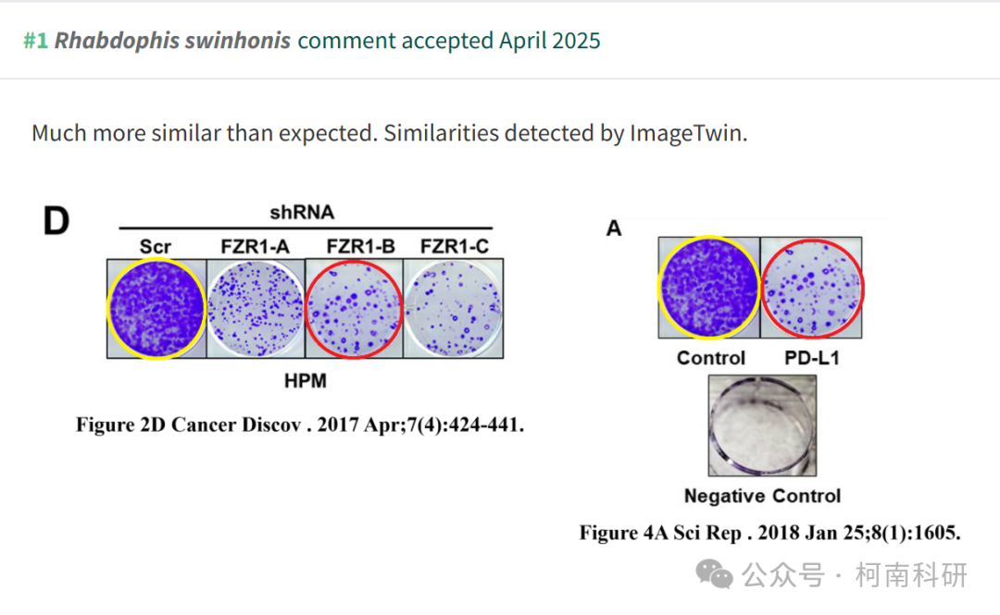 #1 Rhabdophis swinhonis comment accepted April 2025
Much more similar than expected. Similarities detected by ImageTwin.
D
shRNA
Scr FZR1-A FZR1-B FZR1-C
HPM
Figure 2D Cancer Discov . 2017 Apr;7(4):424-441.
A
Control PD-L1
Negative Control
Figure 4A Sci Rep . 2018 Jan 25;8(1):1605.
公众号 · 柯南科研